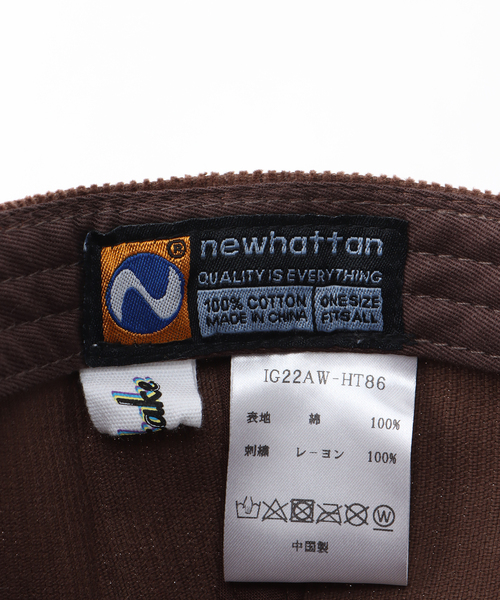 ®
newhattan
QUALITY IS EVERYTHING
100% COTTON
MADE IN CHINA
ONE SIZE
FITS ALL
IG22AW-HT86
表地 綿 100%
刺繍 レーヨン 100%
W
中国製